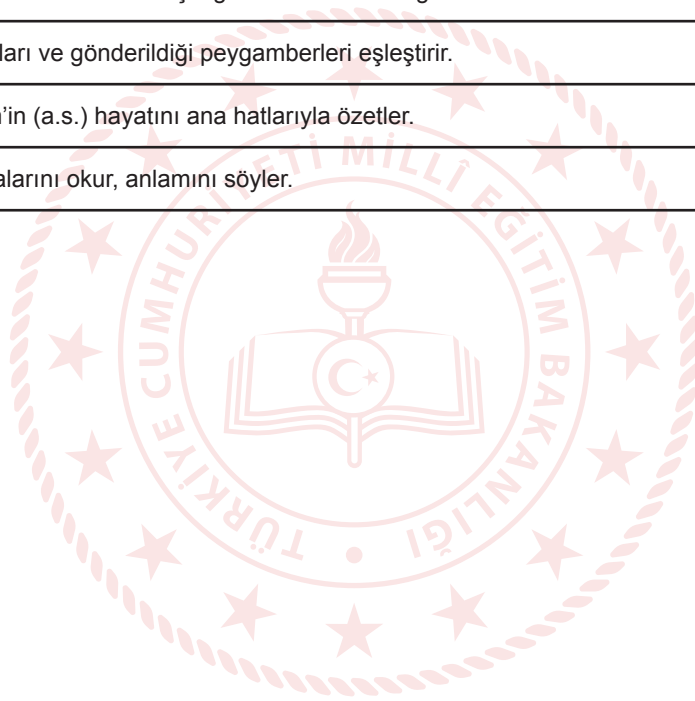 ları ve gönderildiği peygamberleri eşleştirir.
'in (a.s.) hayatını ana hatlarıyla özetler.
alarını okur, anlamını söyler.
TÜRKİYE CUMHURİYETİ MİLLÎ EĞİTİM BAKANLIĞI